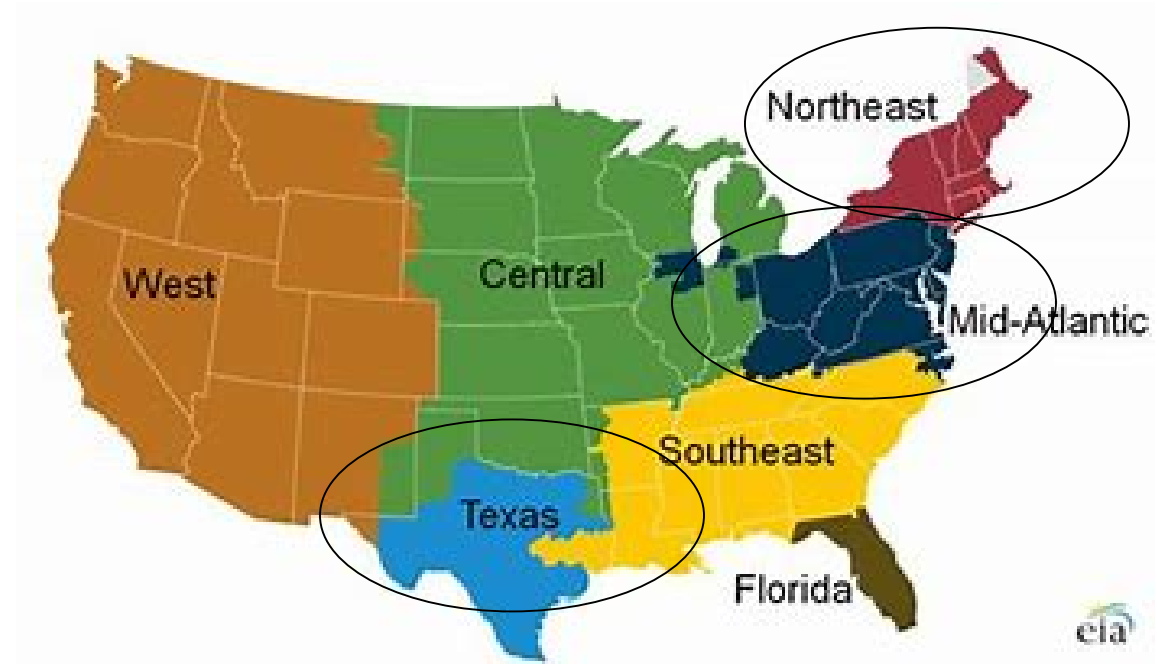 Northeast
West
Central
Mid-Atlantic
Southeast
Texas
Florida
eia